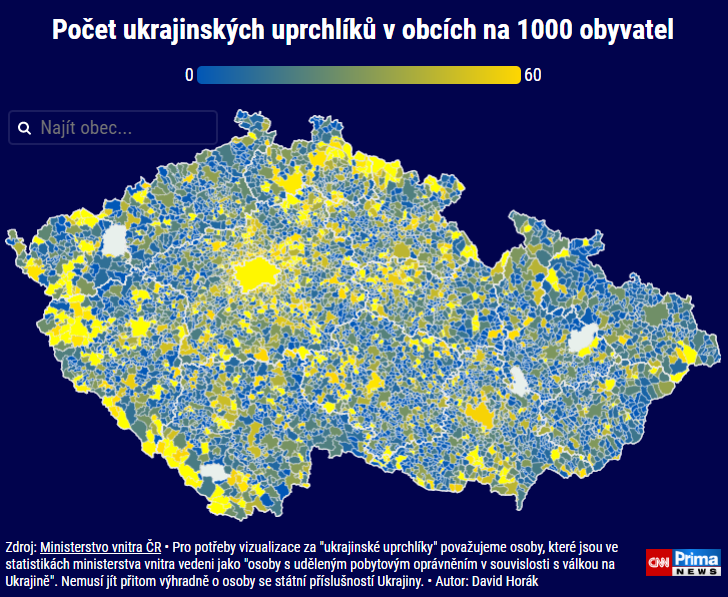 Počet ukrajinských uprchlíků v obcích na 1000 obyvatel
0 60
Najít obec...
Zdroj: Ministerstvo vnitra ČR • Pro potřeby vizualizace za "ukrajinské uprchlíky" považujeme osoby, které jsou ve
statistikách ministerstva vnitra vedeni jako "osoby s uděleným pobytovým oprávněním v souvislosti s válkou na
Ukrajině". Nemusí jít přitom výhradně o osoby se státní příslušností Ukrajiny. • Autor: David Horák
CNN Prima
NEWS